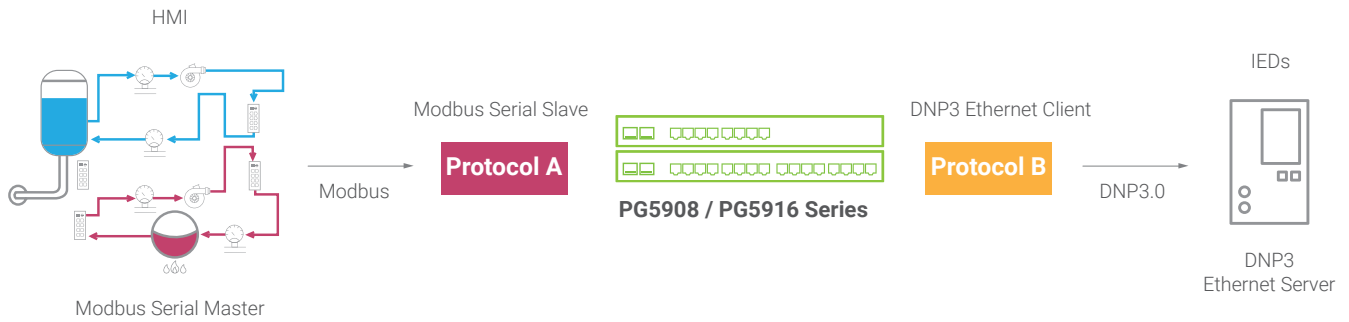 HMI
Modbus Serial Master
Modbus
Modbus Serial Slave
Protocol A
PG5908 / PG5916 Series
DNP3 Ethernet Client
Protocol B
DNP3.0
IEDs
DNP3
Ethernet Server